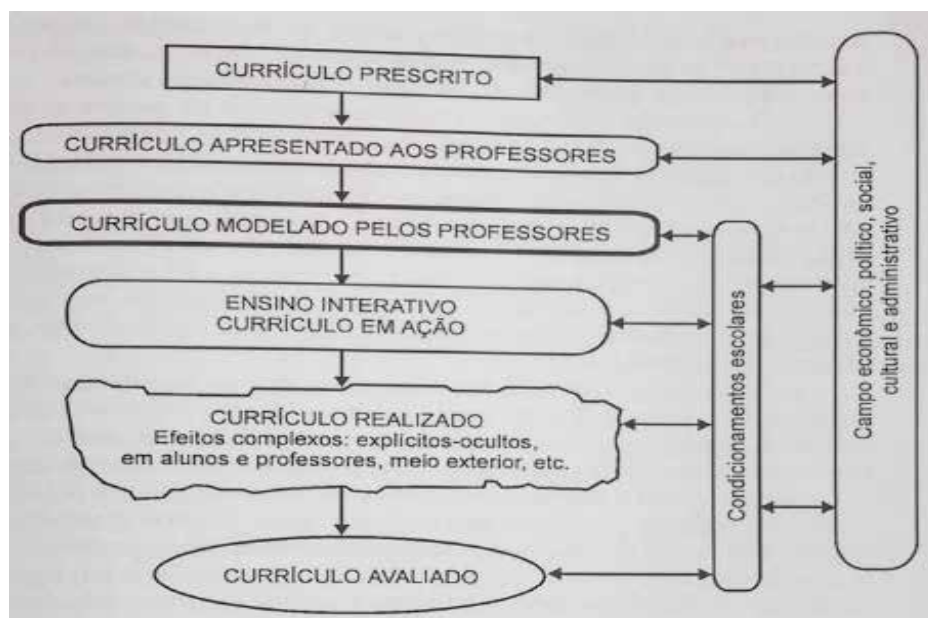 CURRÍCULO PRESCRITO
CURRÍCULO APRESENTADO AOS PROFESSORES
CURRÍCULO MODELADO PELOS PROFESSORES
ENSINO INTERATIVO
CURRÍCULO EM AÇÃO
CURRÍCULO REALIZADO
Efeitos complexos: explícitos-ocultos,
em alunos e professores, meio exterior, etc.
CURRÍCULO AVALIADO
Condicionamentos escolares
Campo econômico, político, social,
cultural e administrativo